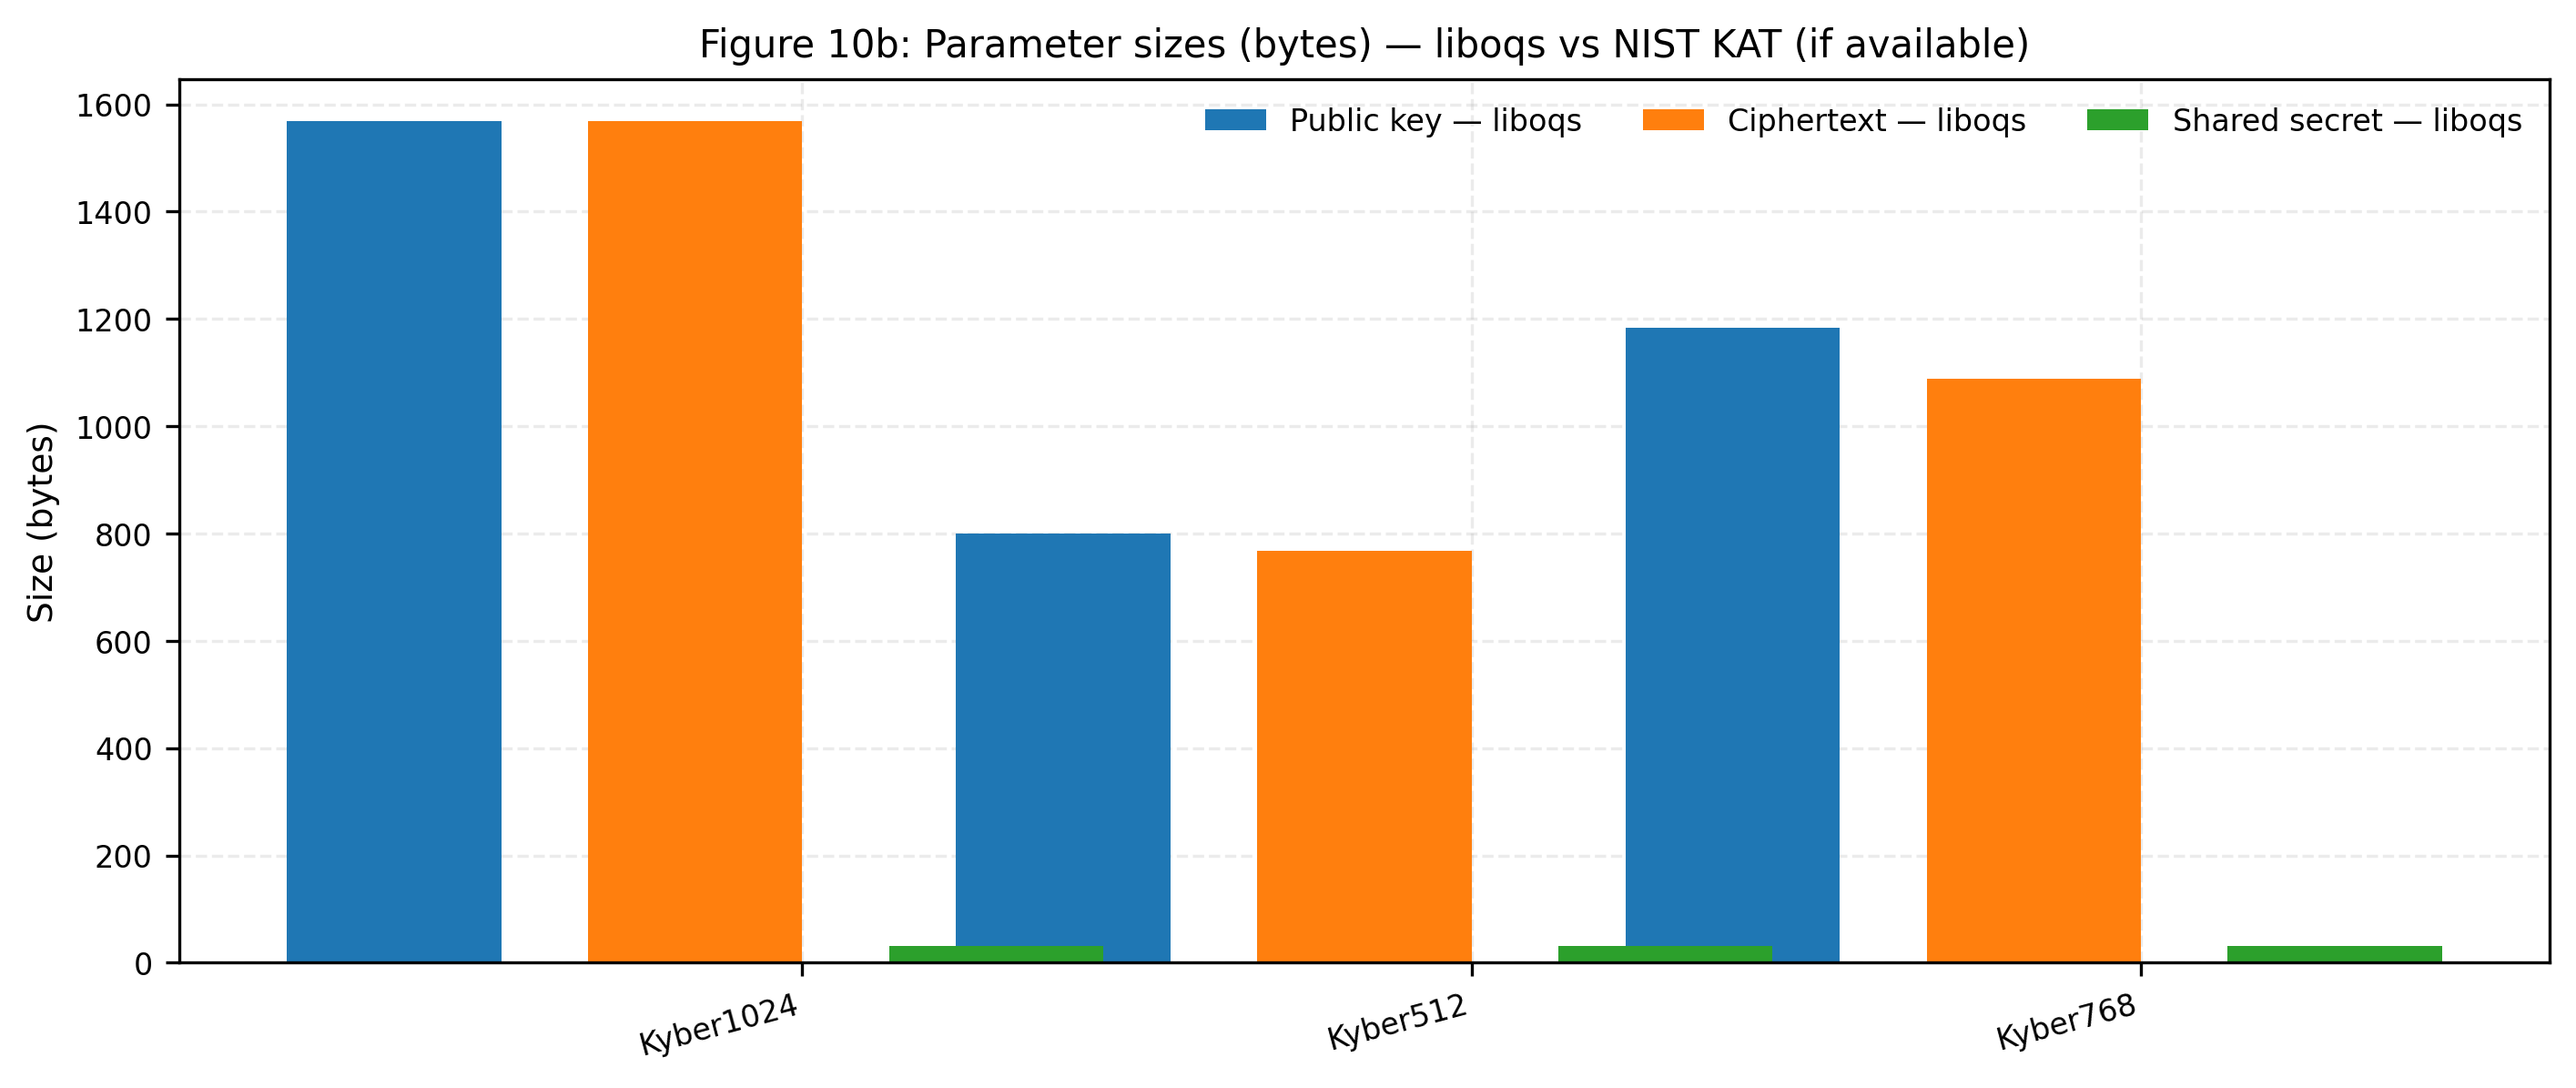 Figure 10b: Parameter sizes (bytes) — liboqs vs NIST KAT (if available)
Public key — liboqs
Ciphertext — liboqs
Shared secret — liboqs
Size (bytes)
1600
1400
1200
1000
800
600
400
200
0
Kyber1024
Kyber512
Kyber768